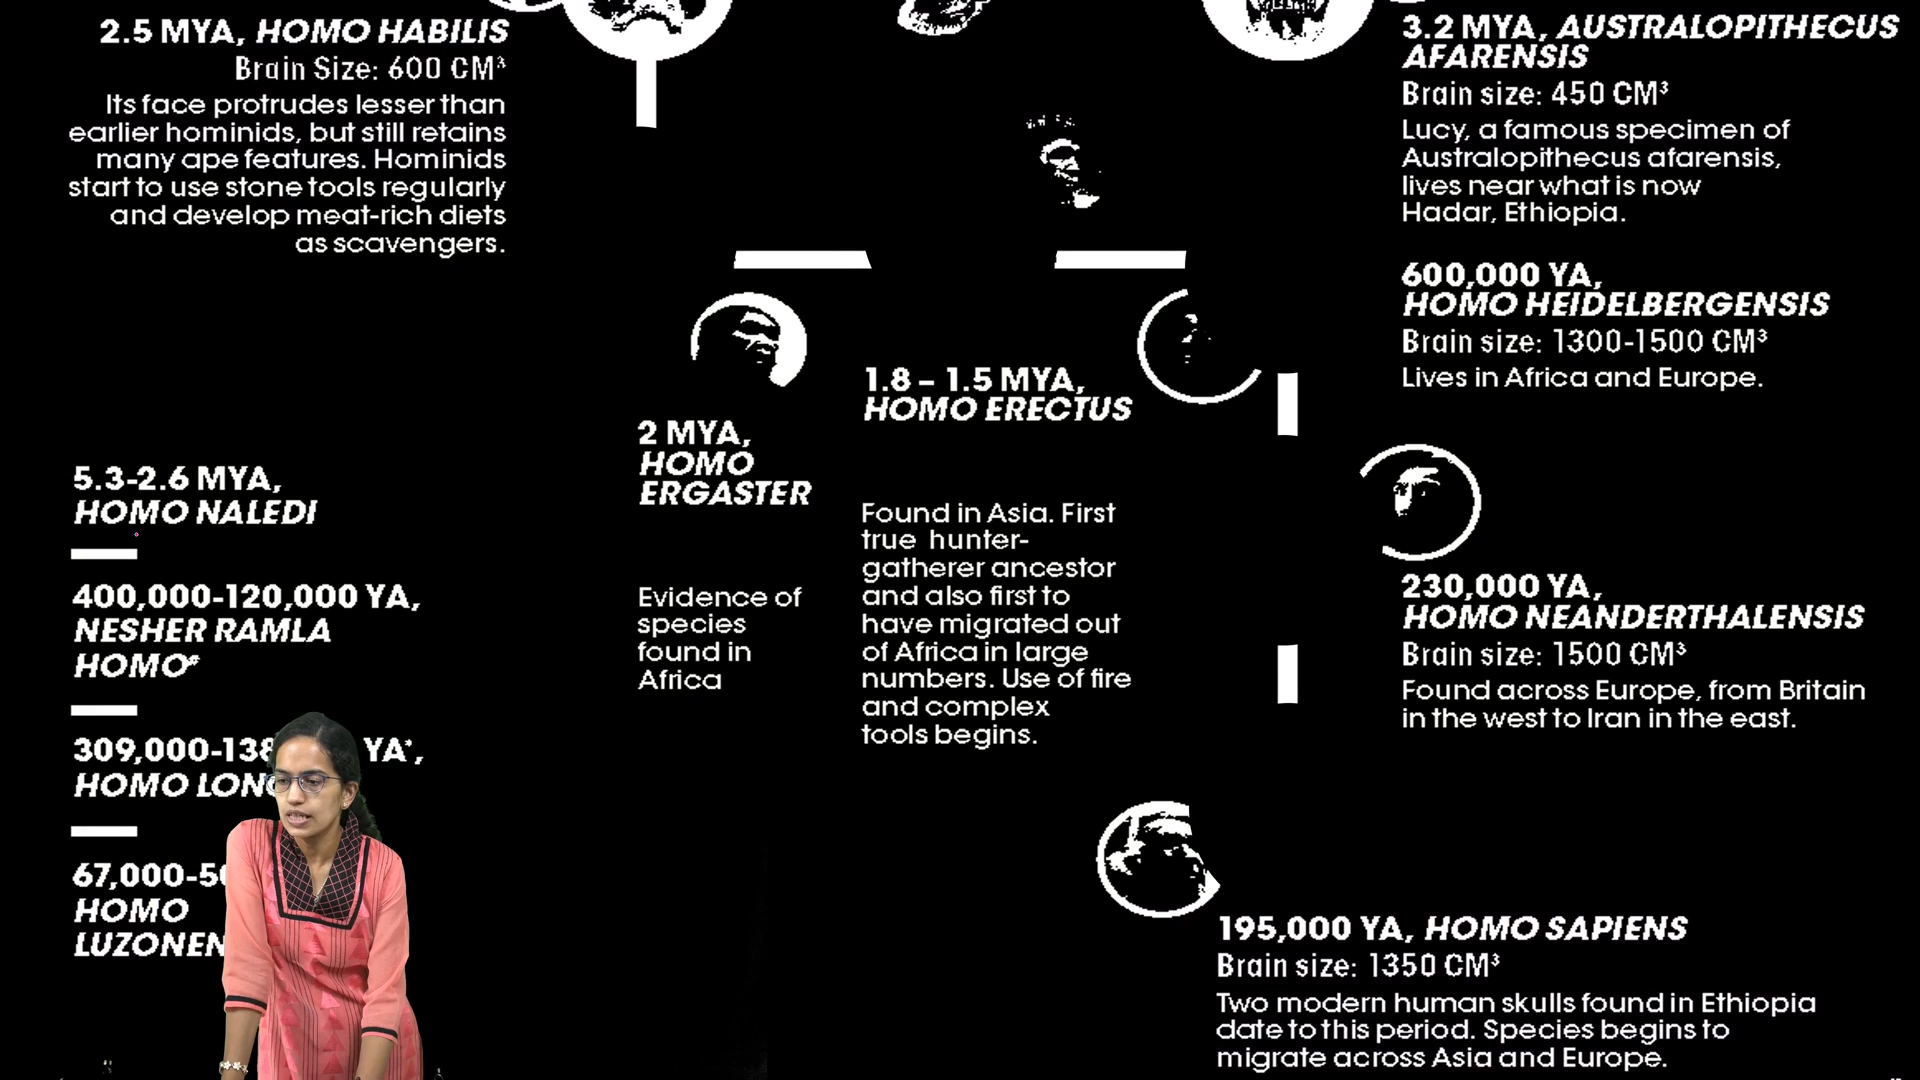 2.5 MYA, HOMO HABILIS
Brain Size: 600 CM³
Its face protrudes lesser than
earlier hominids, but still retains
many ape features. Hominids
start to use stone tools regularly
and develop meat-rich diets
as scavengers.
3.2 MYA, AUSTRALOPITHECUS
AFARENSIS
Brain size: 450 CM³
Lucy, a famous specimen of
Australopithecus afarensis,
lives near what is now
Hadar, Ethiopia.
600,000 YA,
HOMO HEIDELBERGENSIS
Brain size: 1300-1500 CM³
Lives in Africa and Europe.
1.8 – 1.5 MYA,
HOMO ERECTUS
Found in Asia. First
true hunter-
gatherer ancestor
and also first to
have migrated out
of Africa in large
numbers. Use of fire
and complex
tools begins.
2 MYA,
HOMO
ERGASTER
Evidence of
species
found in
Africa
5.3-2.6 MYA,
HOMO NALEDI
400,000-120,000 YA,
NESHER RAMLA
HOMO#
309,000-138 YA*,
HOMO
67,000-
HOMO
230,000 YA,
HOMO NEANDERTHALENSIS
Brain size: 1500 CM³
Found across Europe, from Britain
in the west to Iran in the east.
195,000 YA, HOMO SAPIENS
Brain size: 1350 CM³
Two modern human skulls found in Ethiopia
date to this period. Species begins to
migrate across Asia and Europe.